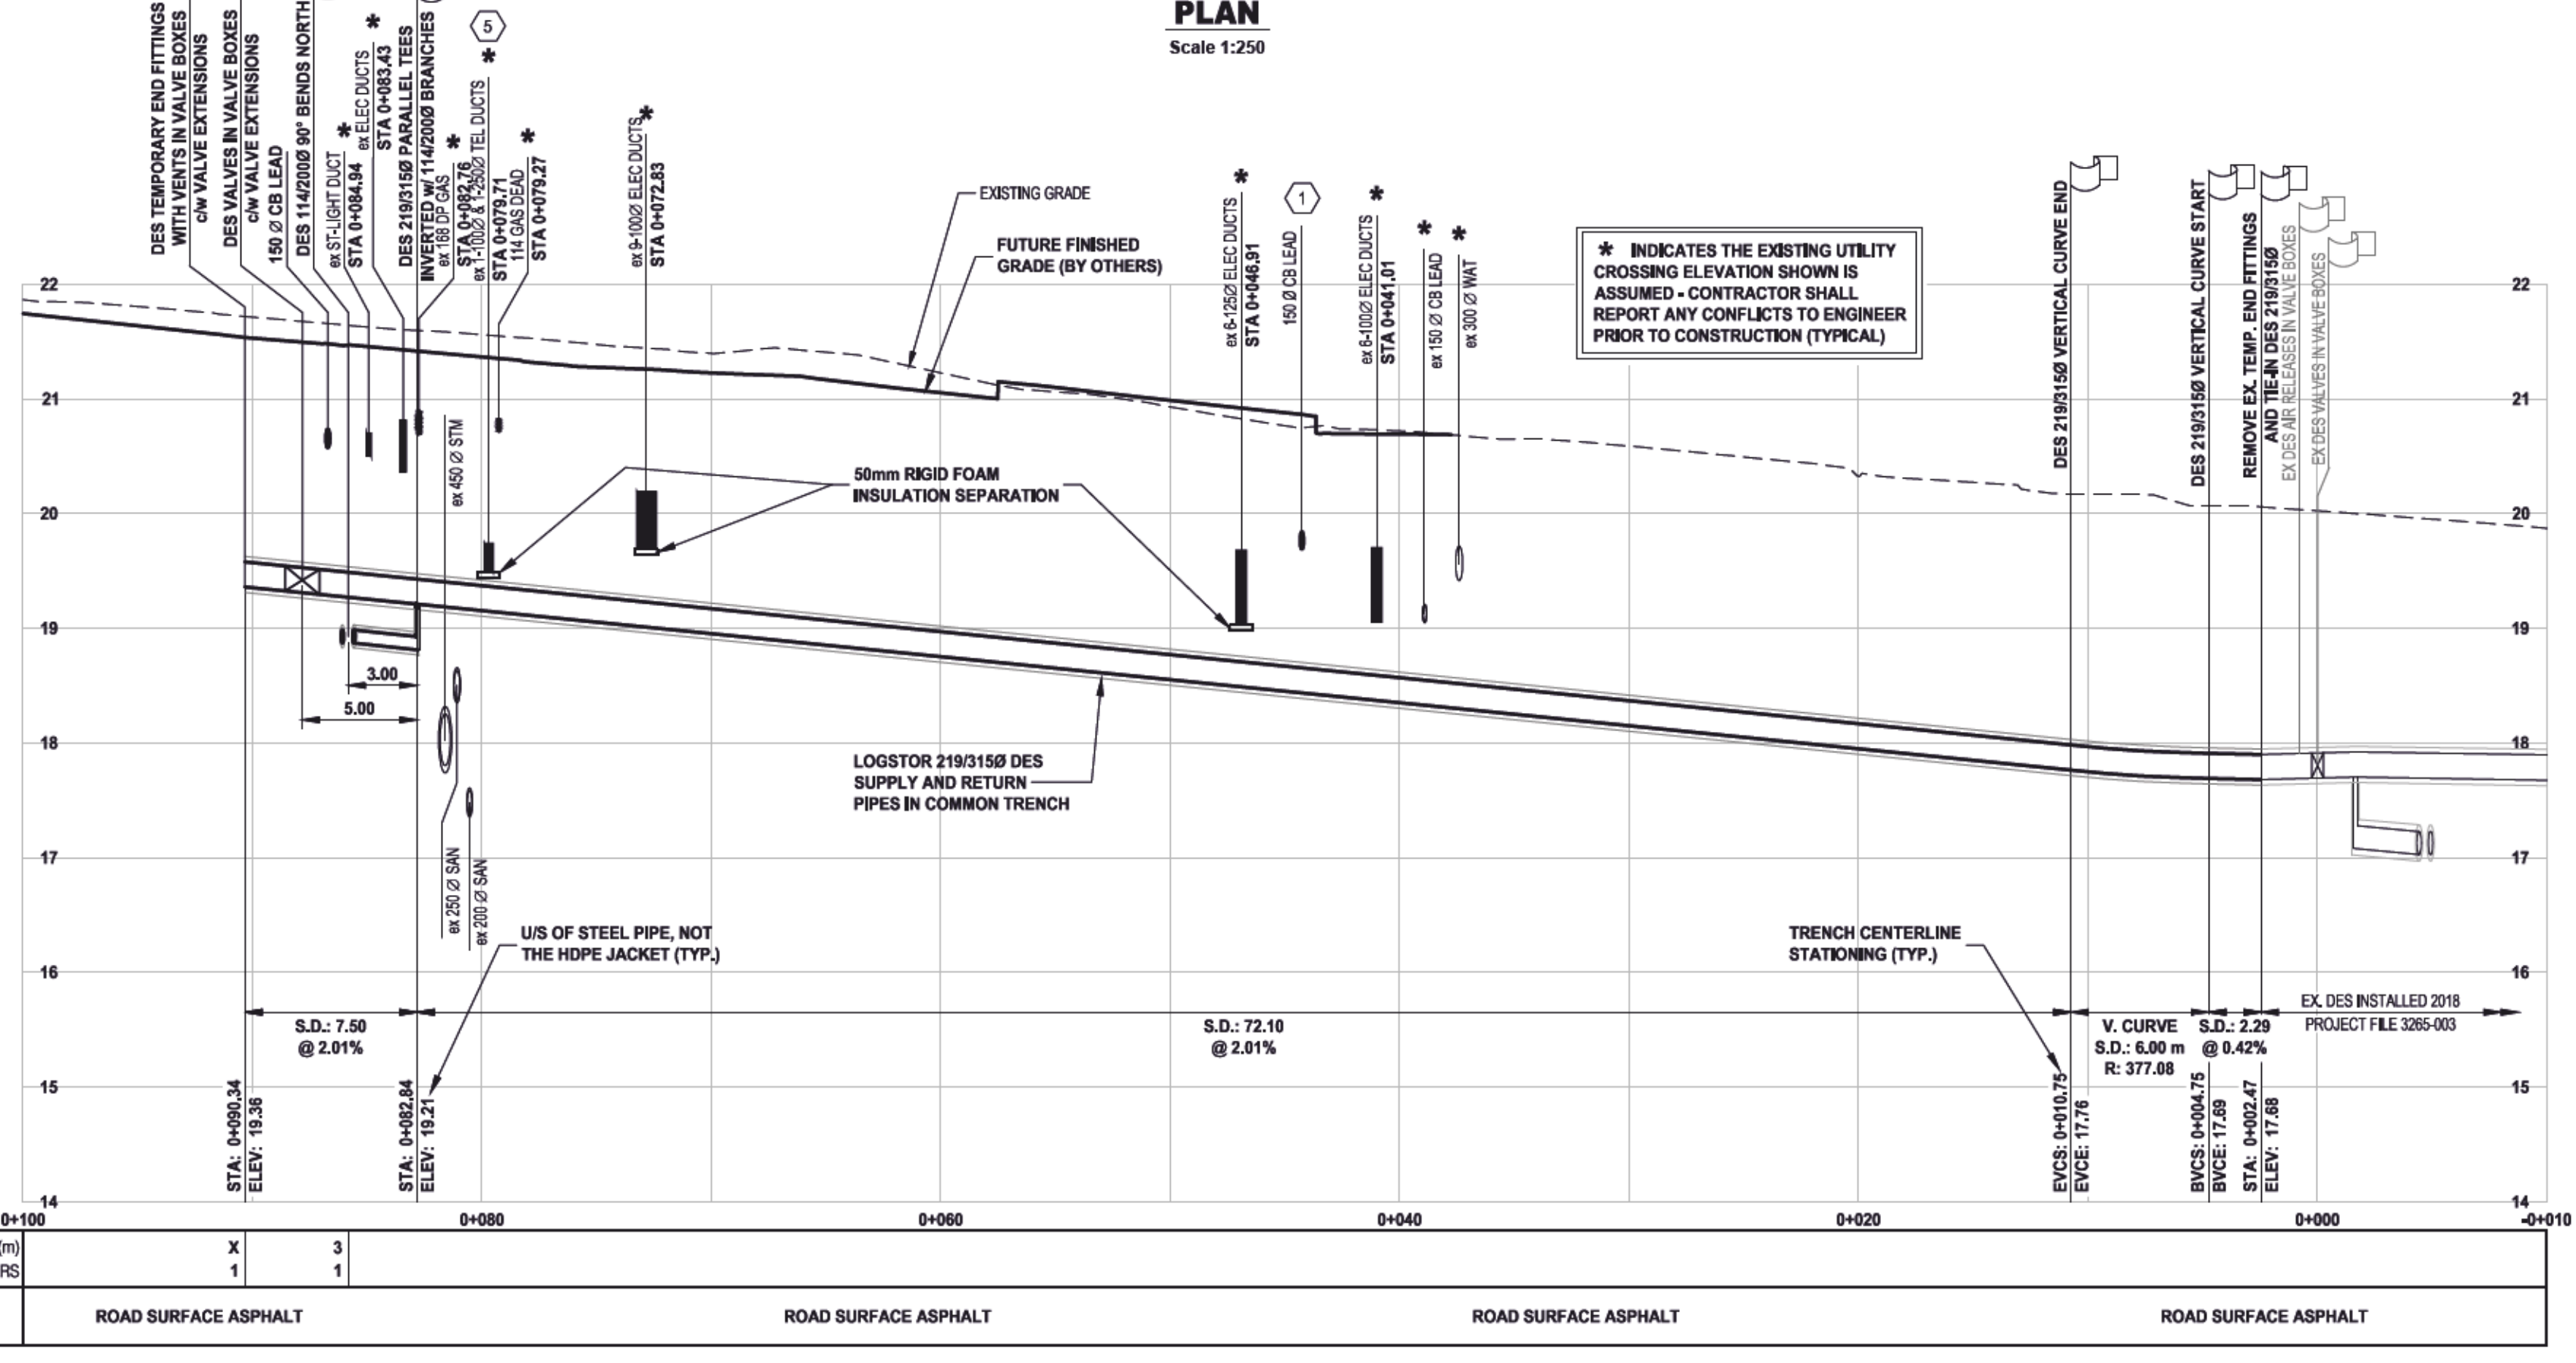 PLAN
Scale 1:250
DES TEMPORARY END FITTINGS
WITH VENTS IN VALVE BOXES
c/w VALVE EXTENSIONS
DES VALVES IN VALVE BOXES
c/w VALVE EXTENSIONS
150 Ø CB LEAD
DES 114/200Ø 90° BENDS NORTH
ex ST-LIGHT DUCT *
STA 0+084.94
ex ELEC DUCTS *
STA 0+083.43
DES 219/315Ø PARALLEL TEES
INVERTED w/ 114/200Ø BRANCHES
ex 168 DP GAS *
STA 0+082.76
5
ex 1-100Ø & 1-250Ø TEL DUCTS *
STA 0+079.71
114 GAS DEAD *
STA 0+079.27
ex 9-100Ø ELEC DUCTS *
STA 0+072.83
EXISTING GRADE
FUTURE FINISHED
GRADE (BY OTHERS)
ex 6-125Ø ELEC DUCTS *
STA 0+046.91
1
150 Ø CB LEAD
ex 6-100Ø ELEC DUCTS *
STA 0+041.01
ex 150 Ø CB LEAD *
ex 300 Ø WAT *
* INDICATES THE EXISTING UTILITY
CROSSING ELEVATION SHOWN IS
ASSUMED - CONTRACTOR SHALL
REPORT ANY CONFLICTS TO ENGINEER
PRIOR TO CONSTRUCTION (TYPICAL)
DES 219/315Ø VERTICAL CURVE END
DES 219/315Ø VERTICAL CURVE START
REMOVE EX. TEMP. END FITTINGS
AND TIE-IN DES 219/315Ø
EX DES AIR RELEASES IN VALVE BOXES
EX DES VALVES IN VALVE BOXES
22 22
21 21
20 20
19 19
18 18
17 17
16 16
15 15
14 14
ex 450 Ø STM
50mm RIGID FOAM
INSULATION SEPARATION
3.00
5.00
LOGSTOR 219/315Ø DES
SUPPLY AND RETURN
PIPES IN COMMON TRENCH
ex 250 Ø SAN
ex 200 Ø SAN
U/S OF STEEL PIPE, NOT
THE HDPE JACKET (TYP.)
TRENCH CENTERLINE
STATIONING (TYP.)
S.D.: 7.50
@ 2.01%
S.D.: 72.10
@ 2.01%
V. CURVE
S.D.: 6.00 m
R: 377.08
S.D.: 2.29
@ 0.42%
EX. DES INSTALLED 2018
PROJECT FILE 3265-003
STA: 0+090.34
ELEV: 19.36
STA: 0+082.84
ELEV: 19.21
EVCS: 0+010.75
EVCE: 17.76
BVCS: 0+004.75
BVCE: 17.69
STA: 0+002.47
ELEV: 17.68
0+100 0+080 0+060 0+040 0+020 0+000 -0+010
(m) X 3
RS 1 1
ROAD SURFACE ASPHALT ROAD SURFACE ASPHALT ROAD SURFACE ASPHALT ROAD SURFACE ASPHALT